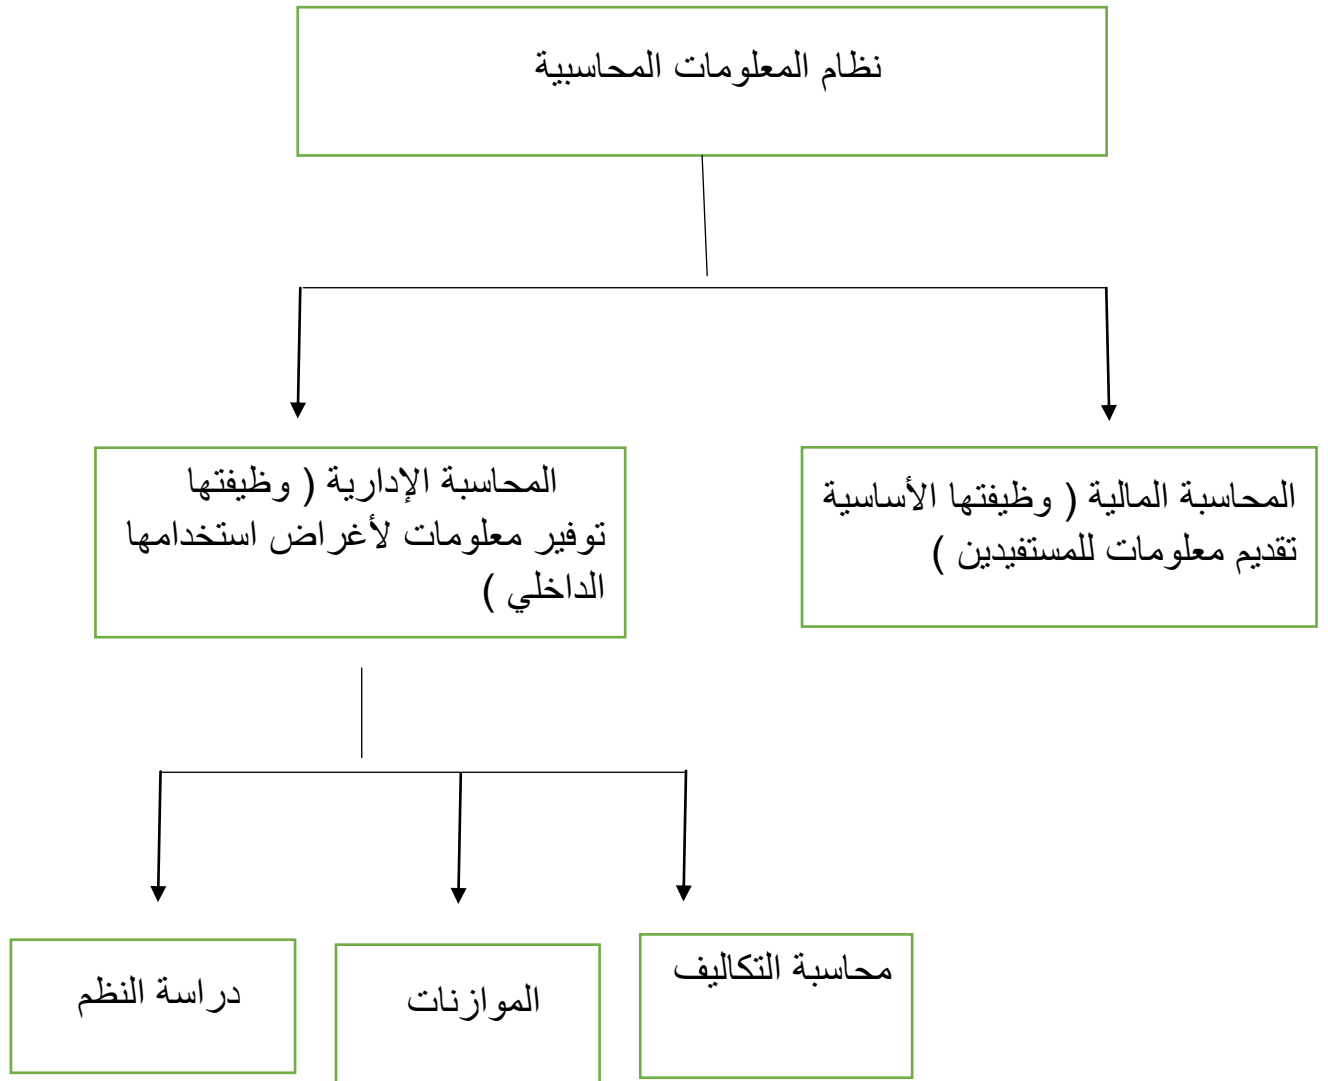 نظام المعلومات المحاسبية
المحاسبة المالية ( وظيفتها الأساسية
تقديم معلومات للمستفيدين )
المحاسبة الإدارية ( وظيفتها
توفير معلومات لأغراض استخدامها
الداخلي )
محاسبة التكاليف
الموازنات
دراسة النظم